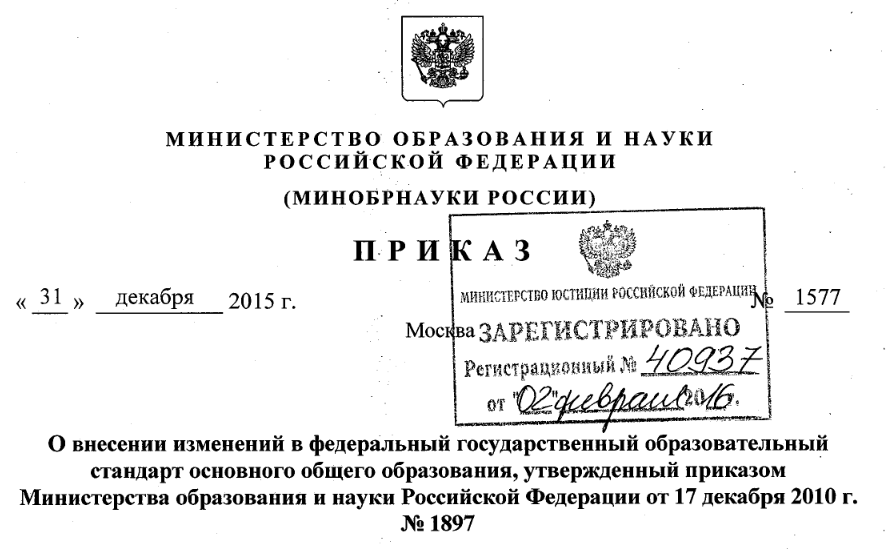 МИНИСТЕРСТВО ОБРАЗОВАНИЯ И НАУКИ
РОССИЙСКОЙ ФЕДЕРАЦИИ
(МИНОБРНАУКИ РОССИИ)
ПРИКАЗ
« 31 » декабря 2015 г.
№ 1577
Москва
МИНИСТЕРСТВО ЮСТИЦИИ РОССИЙСКОЙ ФЕДЕРАЦИИ
ЗАРЕГИСТРИРОВАНО
Регистрационный № 40937
от "02" февраля 2016.
О внесении изменений в федеральный государственный образовательный
стандарт основного общего образования, утвержденный приказом
Министерства образования и науки Российской Федерации от 17 декабря 2010 г.
№ 1897